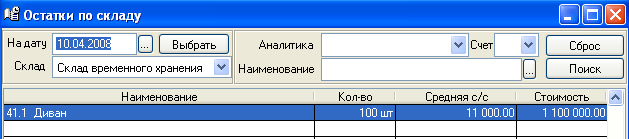 Остатки по складу
На дату 10.04.2008 ... Выбрать Аналитика Счет Сброс
Склад Склад временного хранения Наименование ... Поиск
Наименование Кол-во Средняя с/с Стоимость
41.1 Диван 100 шт 11 000.00 1 100 000.00